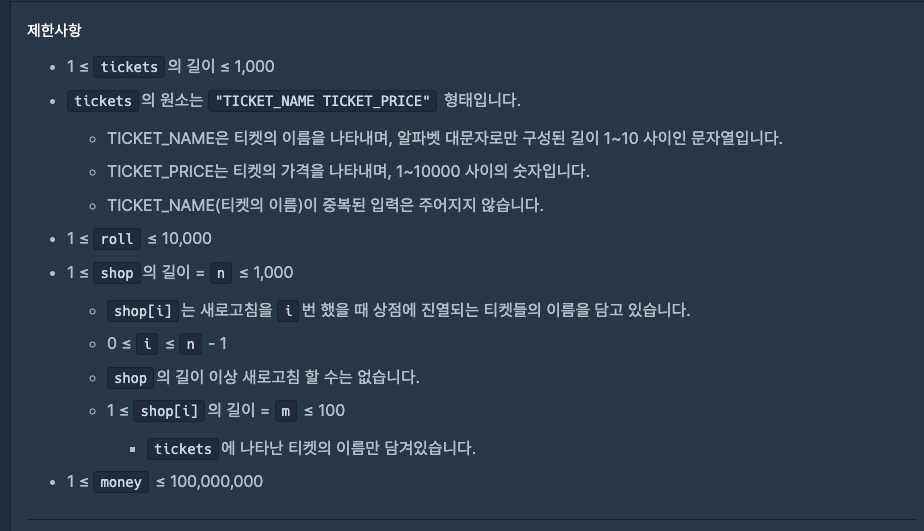 제한사항
1 ≤ tickets 의 길이 ≤ 1,000
tickets 의 원소는 "TICKET_NAME TICKET_PRICE" 형태입니다.
TICKET_NAME은 티켓의 이름을 나타내며, 알파벳 대문자로만 구성된 길이 1~10 사이인 문자열입니다.
TICKET_PRICE는 티켓의 가격을 나타내며, 1~10000 사이의 숫자입니다.
TICKET_NAME(티켓의 이름)이 중복된 입력은 주어지지 않습니다.
1 ≤ roll ≤ 10,000
1 ≤ shop 의 길이 = n ≤ 1,000
shop[i] 는 새로고침을 i 번 했을 때 상점에 진열되는 티켓들의 이름을 담고 있습니다.
0 ≤ i ≤ n - 1
shop 의 길이 이상 새로고침 할 수는 없습니다.
1 ≤ shop[i] 의 길이 = m ≤ 100
tickets 에 나타난 티켓의 이름만 담겨있습니다.
1 ≤ money ≤ 100,000,000